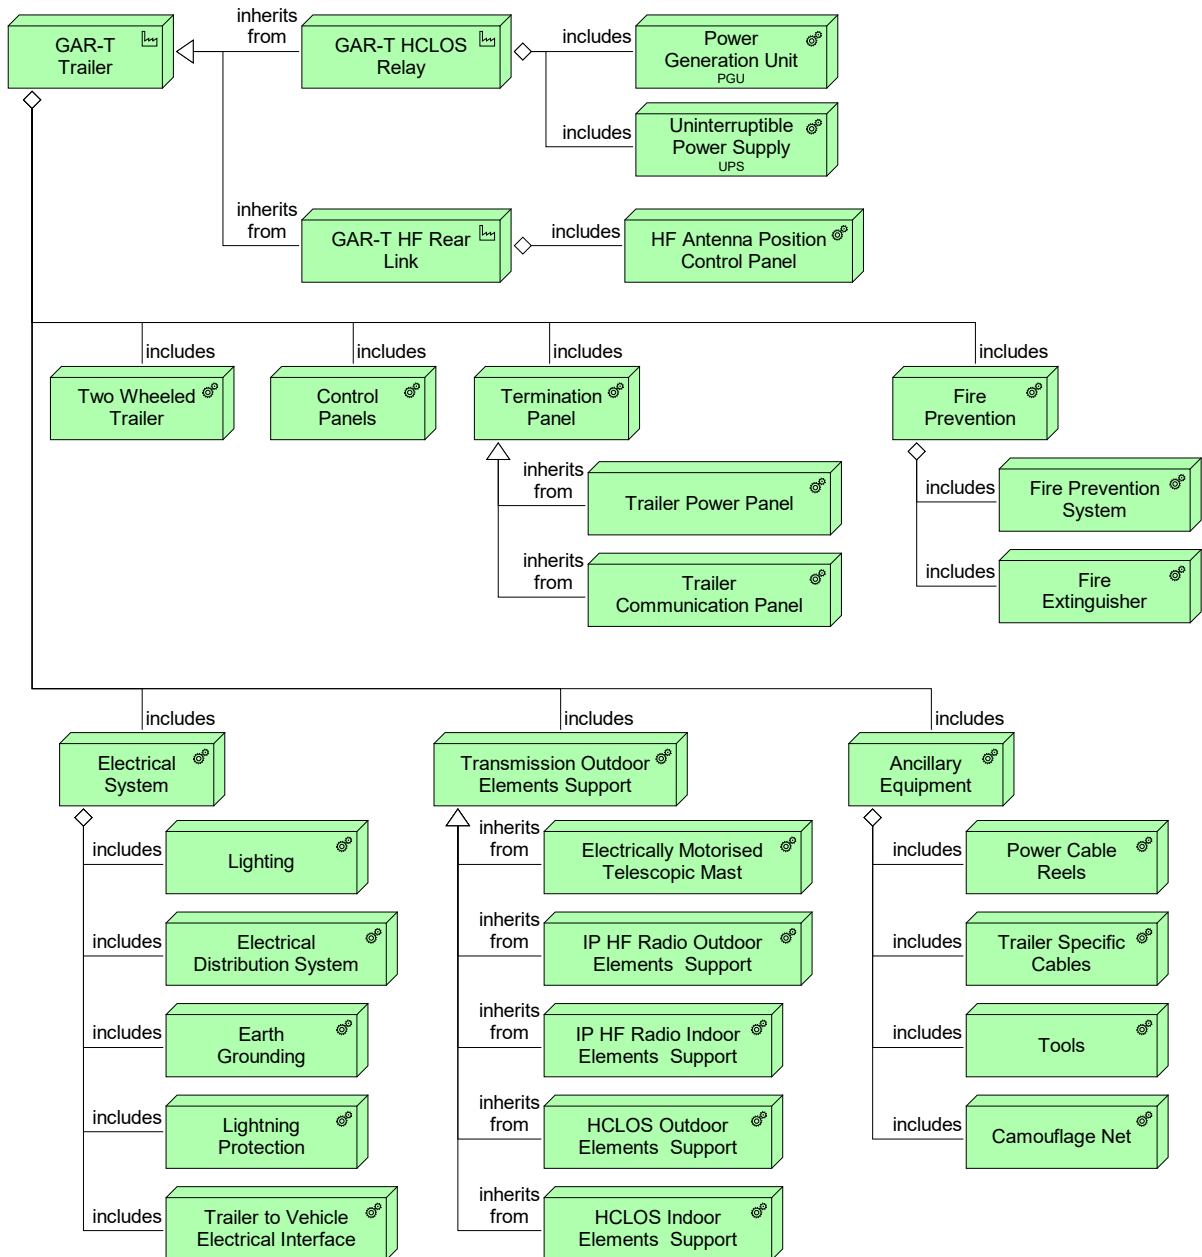 inherits
from
includes
GAR-T
Trailer
GAR-T HCLOS
Relay
Power
Generation Unit
PGU
includes
Uninterruptible
Power Supply
UPS
inherits
from
GAR-T HF Rear
Link
includes
HF Antenna Position
Control Panel
includes
includes
includes
includes
Two Wheeled
Trailer
Control
Panels
Termination
Panel
Fire
Prevention
inherits
from
Trailer Power Panel
includes
Fire Prevention
System
inherits
from
Trailer
Communication Panel
includes
Fire
Extinguisher
includes
includes
includes
Electrical
System
Transmission Outdoor
Elements Support
Ancillary
Equipment
includes
Lighting
inherits
from
Electrically Motorised
Telescopic Mast
includes
Power Cable
Reels
includes
Electrical
Distribution System
inherits
from
IP HF Radio Outdoor
Elements  Support
includes
Trailer Specific
Cables
includes
Earth
Grounding
inherits
from
IP HF Radio Indoor
Elements  Support
includes
Tools
includes
Lightning
Protection
inherits
from
HCLOS Outdoor
Elements  Support
includes
Camouflage Net
includes
Trailer to Vehicle
Electrical Interface
inherits
from
HCLOS Indoor
Elements  Support